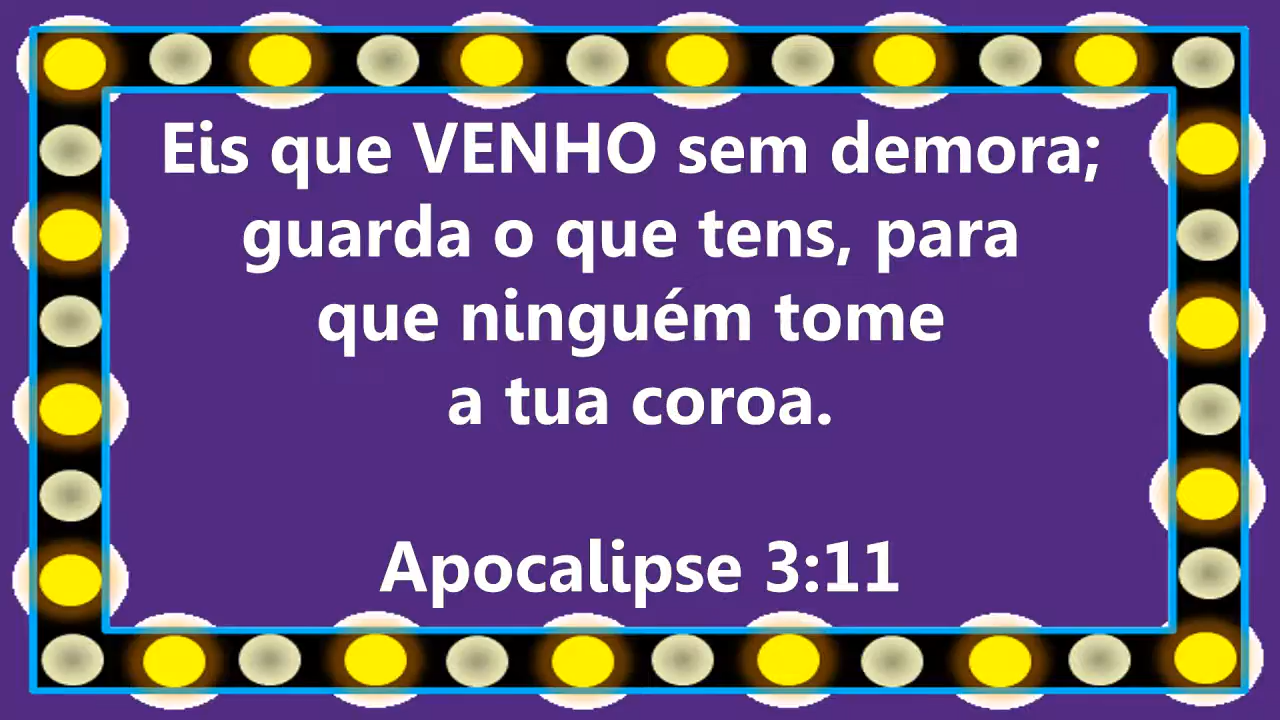 Eis que VENHO sem demora;
guarda o que tens, para
que ninguém tome
a tua coroa.
Apocalipse 3:11